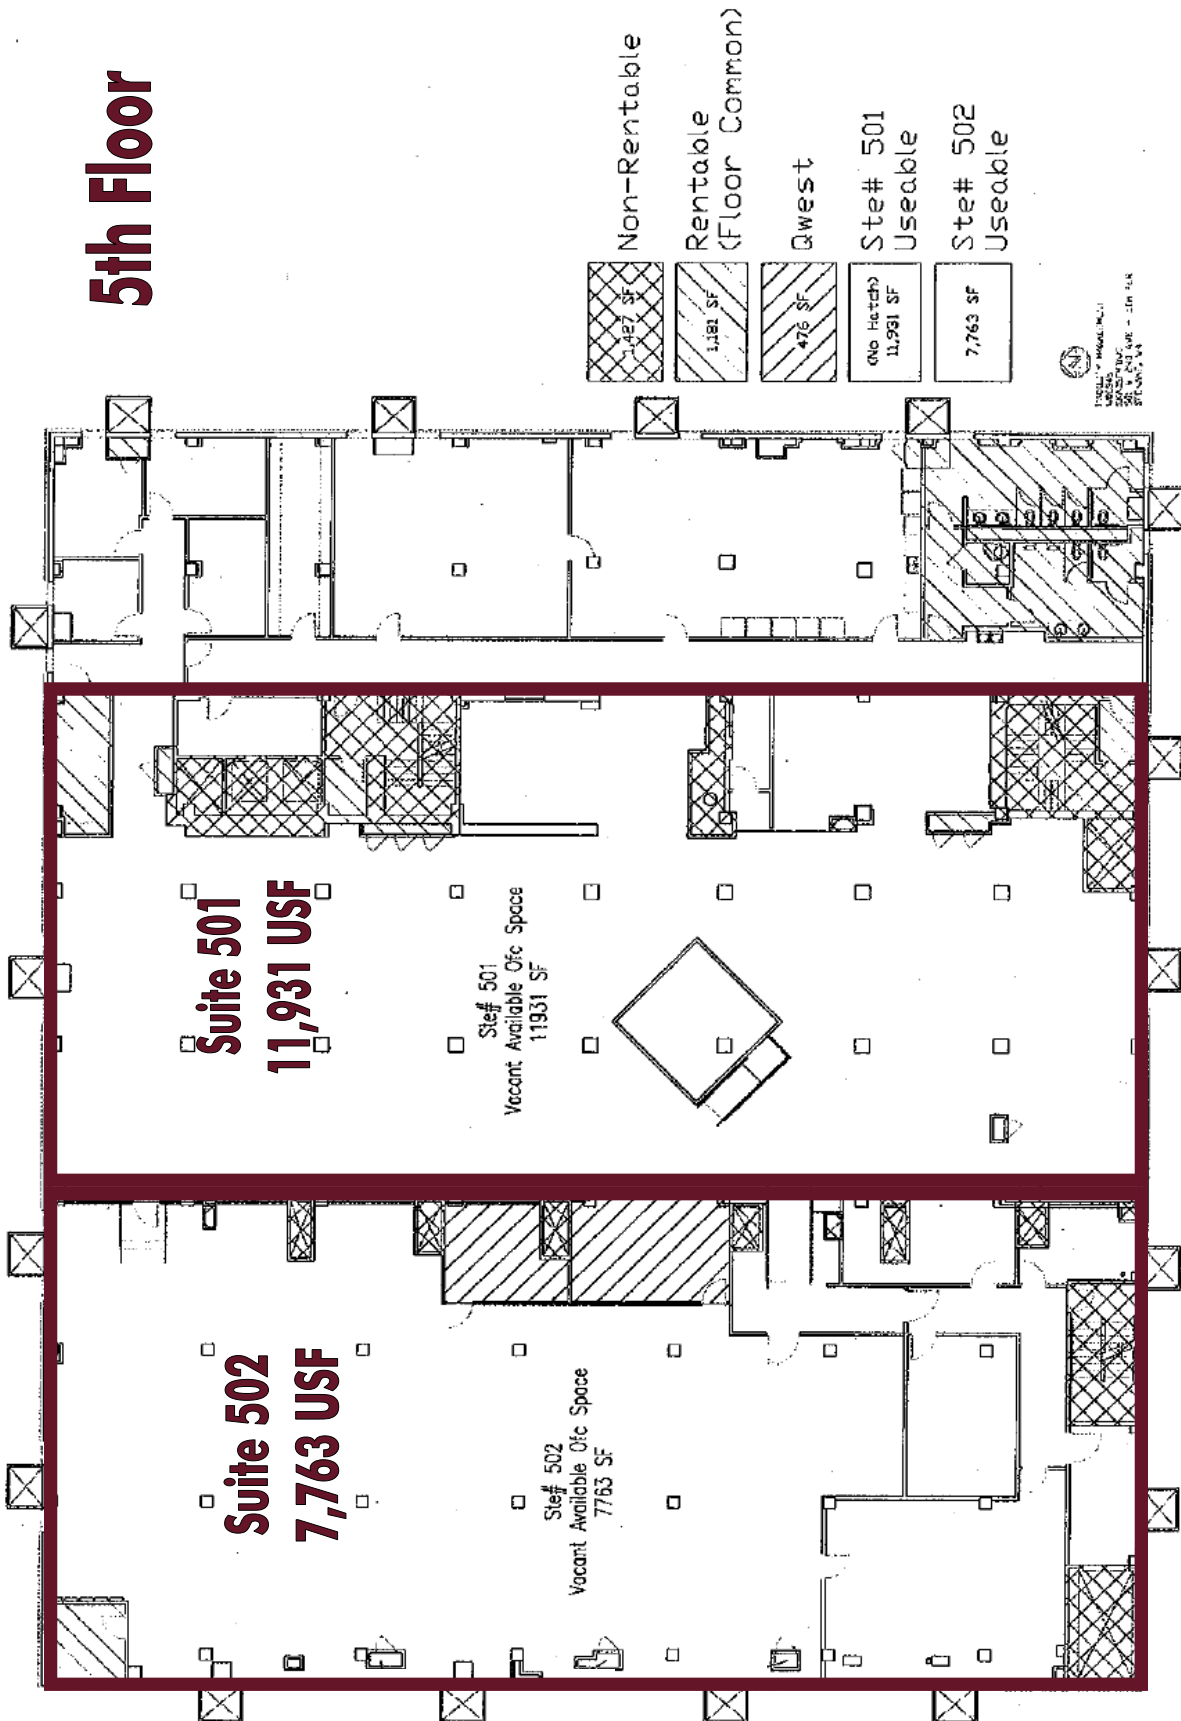 5th Floor
1,427 SF
Non-Rentable
1,181 SF
Rentable
(Floor Common)
476 SF
Qwest
(No Hatch)
11,931 SF
Ste# 501
Useable
7,763 SF
Ste# 502
Useable
Suite 501
11,931 USF
Ste# 501
Vacant Available Ofc Space
11931 SF
Suite 502
7,763 USF
Ste# 502
Vacant Available Ofc Space
7763 SF